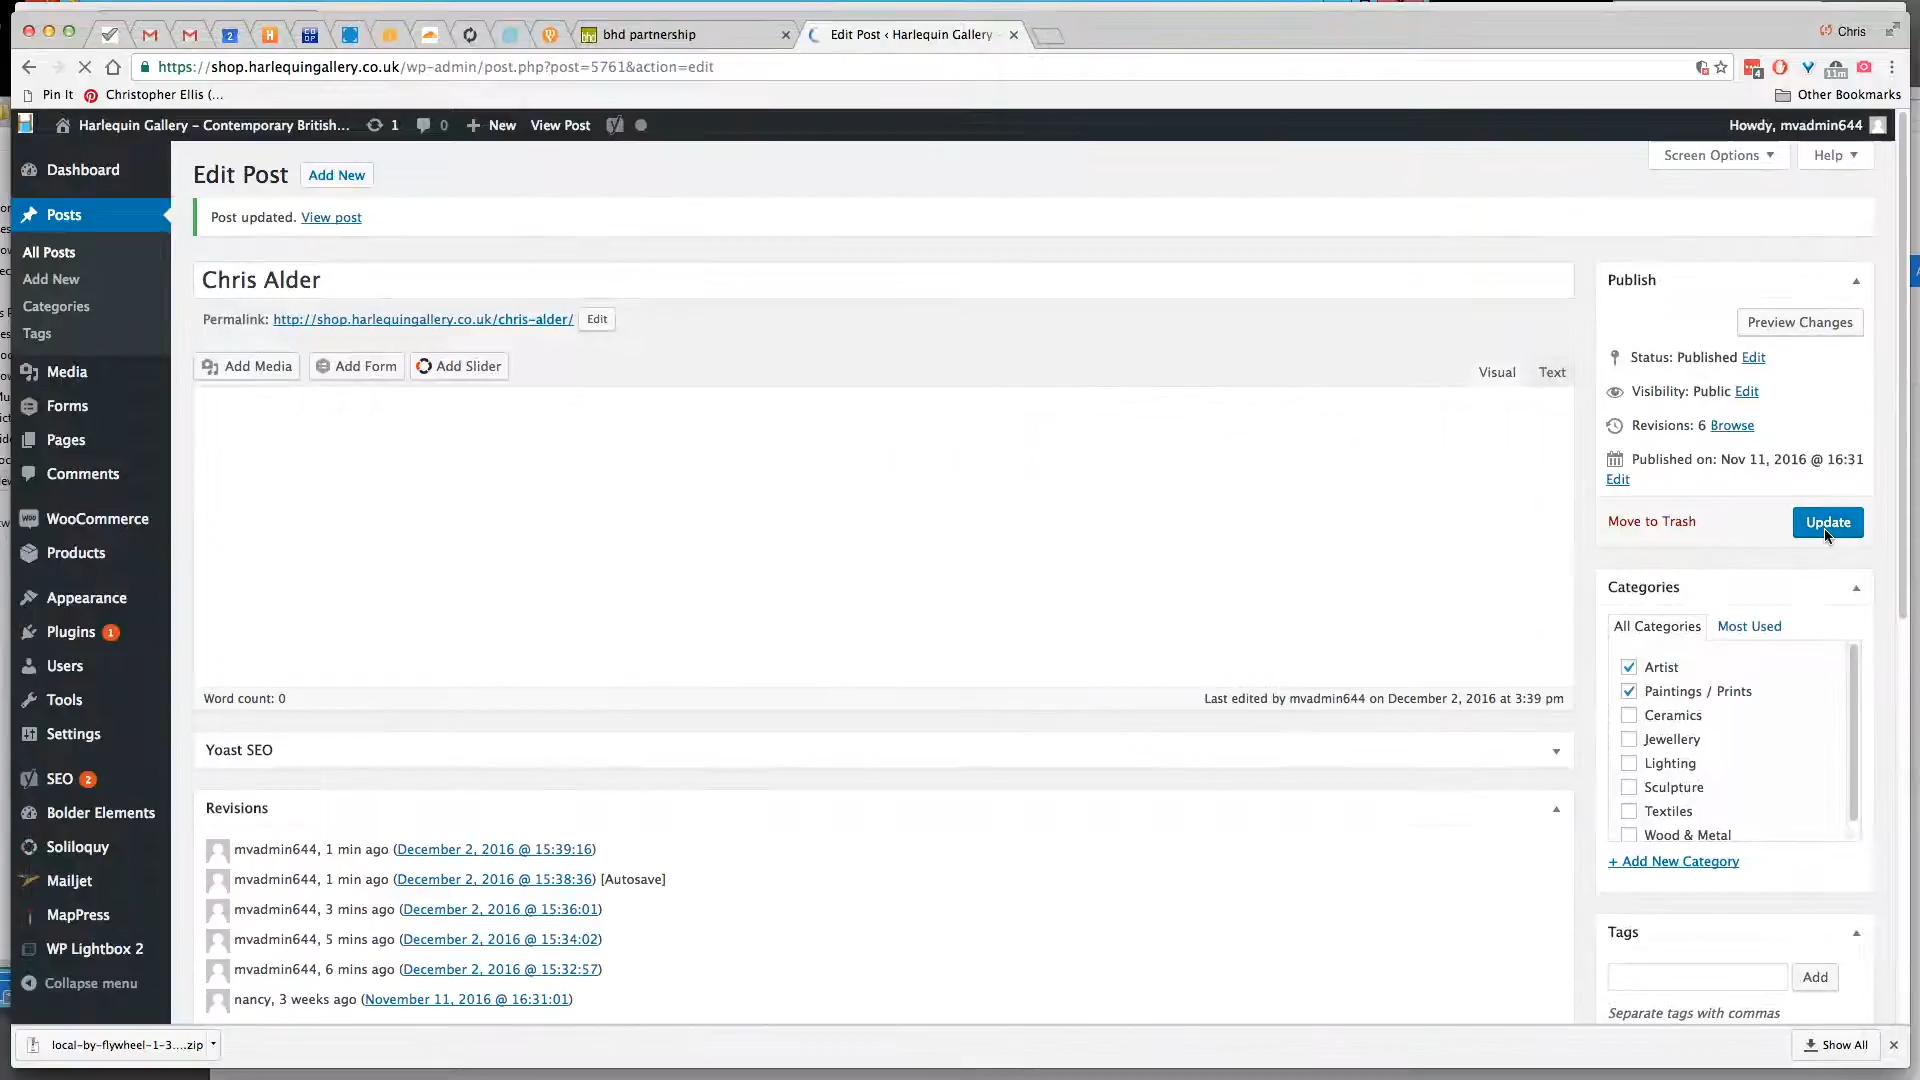 bhd partnership
Edit Post ‹ Harlequin Gallery
Chris
https://shop.harlequingallery.co.uk/wp-admin/post.php?post=5761&action=edit
4
11m
Pin It
Christopher Ellis (...
Other Bookmarks
Harlequin Gallery – Contemporary British...
1
0
New
View Post
Howdy, mvadmin644
Dashboard
Posts
All Posts
Add New
Categories
Tags
Media
Forms
Pages
Comments
WooCommerce
Products
Appearance
Plugins 1
Users
Tools
Settings
SEO 2
Bolder Elements
Soliloquy
Mailjet
MapPress
WP Lightbox 2
Collapse menu
Screen Options
Help
Edit Post
Add New
Post updated. View post
Chris Alder
Permalink: http://shop.harlequingallery.co.uk/chris-alder/ Edit
Add Media
Add Form
Add Slider
Visual
Text
Word count: 0
Last edited by mvadmin644 on December 2, 2016 at 3:39 pm
Yoast SEO
Revisions
mvadmin644, 1 min ago (December 2, 2016 @ 15:39:16)
mvadmin644, 1 min ago (December 2, 2016 @ 15:38:36) [Autosave]
mvadmin644, 3 mins ago (December 2, 2016 @ 15:36:01)
mvadmin644, 5 mins ago (December 2, 2016 @ 15:34:02)
mvadmin644, 6 mins ago (December 2, 2016 @ 15:32:57)
nancy, 3 weeks ago (November 11, 2016 @ 16:31:01)
Publish
Preview Changes
Status: Published Edit
Visibility: Public Edit
Revisions: 6 Browse
Published on: Nov 11, 2016 @ 16:31
Edit
Move to Trash
Update
Categories
All Categories
Most Used
Artist
Paintings / Prints
Ceramics
Jewellery
Lighting
Sculpture
Textiles
Wood & Metal
+ Add New Category
Tags
Add
Separate tags with commas
local-by-flywheel-1-3....zip
Show All